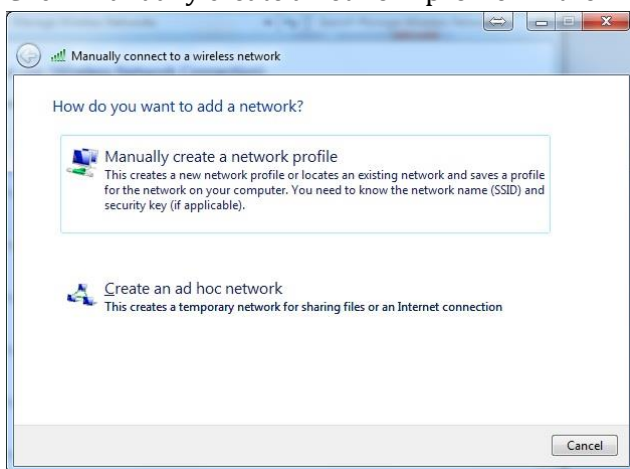 Manually connect to a wireless network
How do you want to add a network?
Manually create a network profile
This creates a new network profile or locates an existing network and saves a profile
for the network on your computer. You need to know the network name (SSID) and
security key (if applicable).
Create an ad hoc network
This creates a temporary network for sharing files or an Internet connection
Cancel